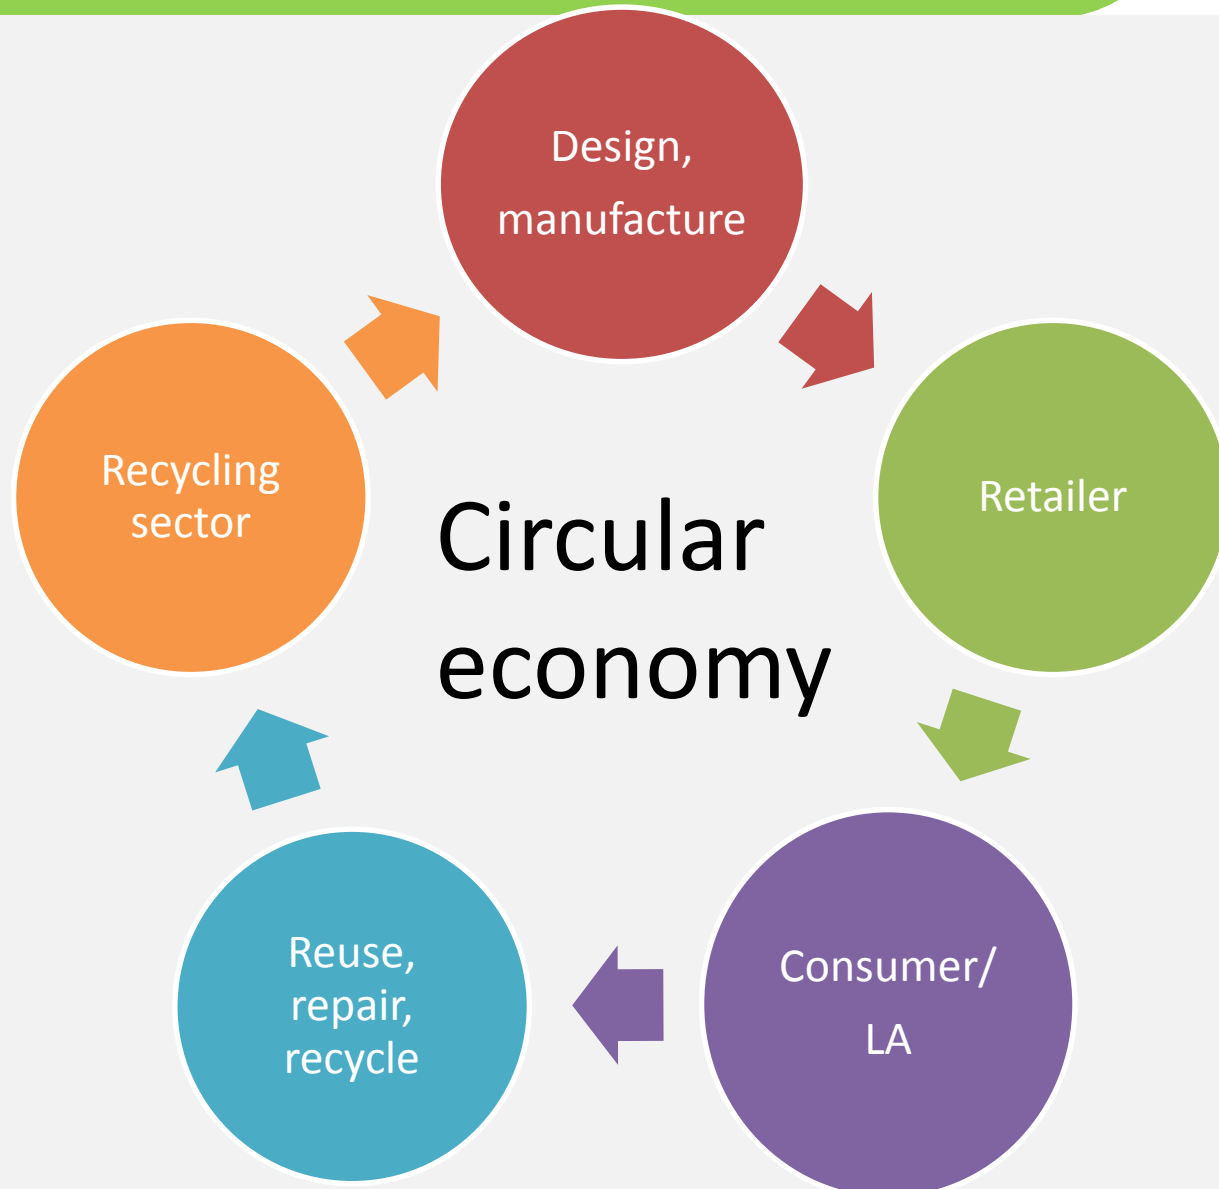 Design,
manufacture
Retailer
Consumer/
LA
Reuse,
repair,
recycle
Recycling
sector
Circular
economy